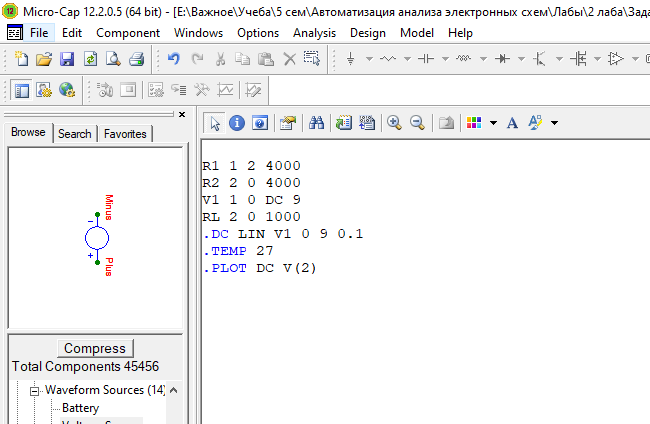 Micro-Cap 12.2.0.5 (64 bit) - [E:\Важное\Учеба\5 сем\Автоматизация анализа электронных схем\Лабы\2 лаба\Зада
12
File Edit Component Windows Options Analysis Design Model Help
Browse Search Favorites
Minus
Plus
Compress
Total Components 45456
Waveform Sources (14)
Battery
R1 1 2 4000
R2 2 0 4000
V1 1 0 DC 9
RL 2 0 1000
.DC LIN V1 0 9 0.1
.TEMP 27
.PLOT DC V(2)